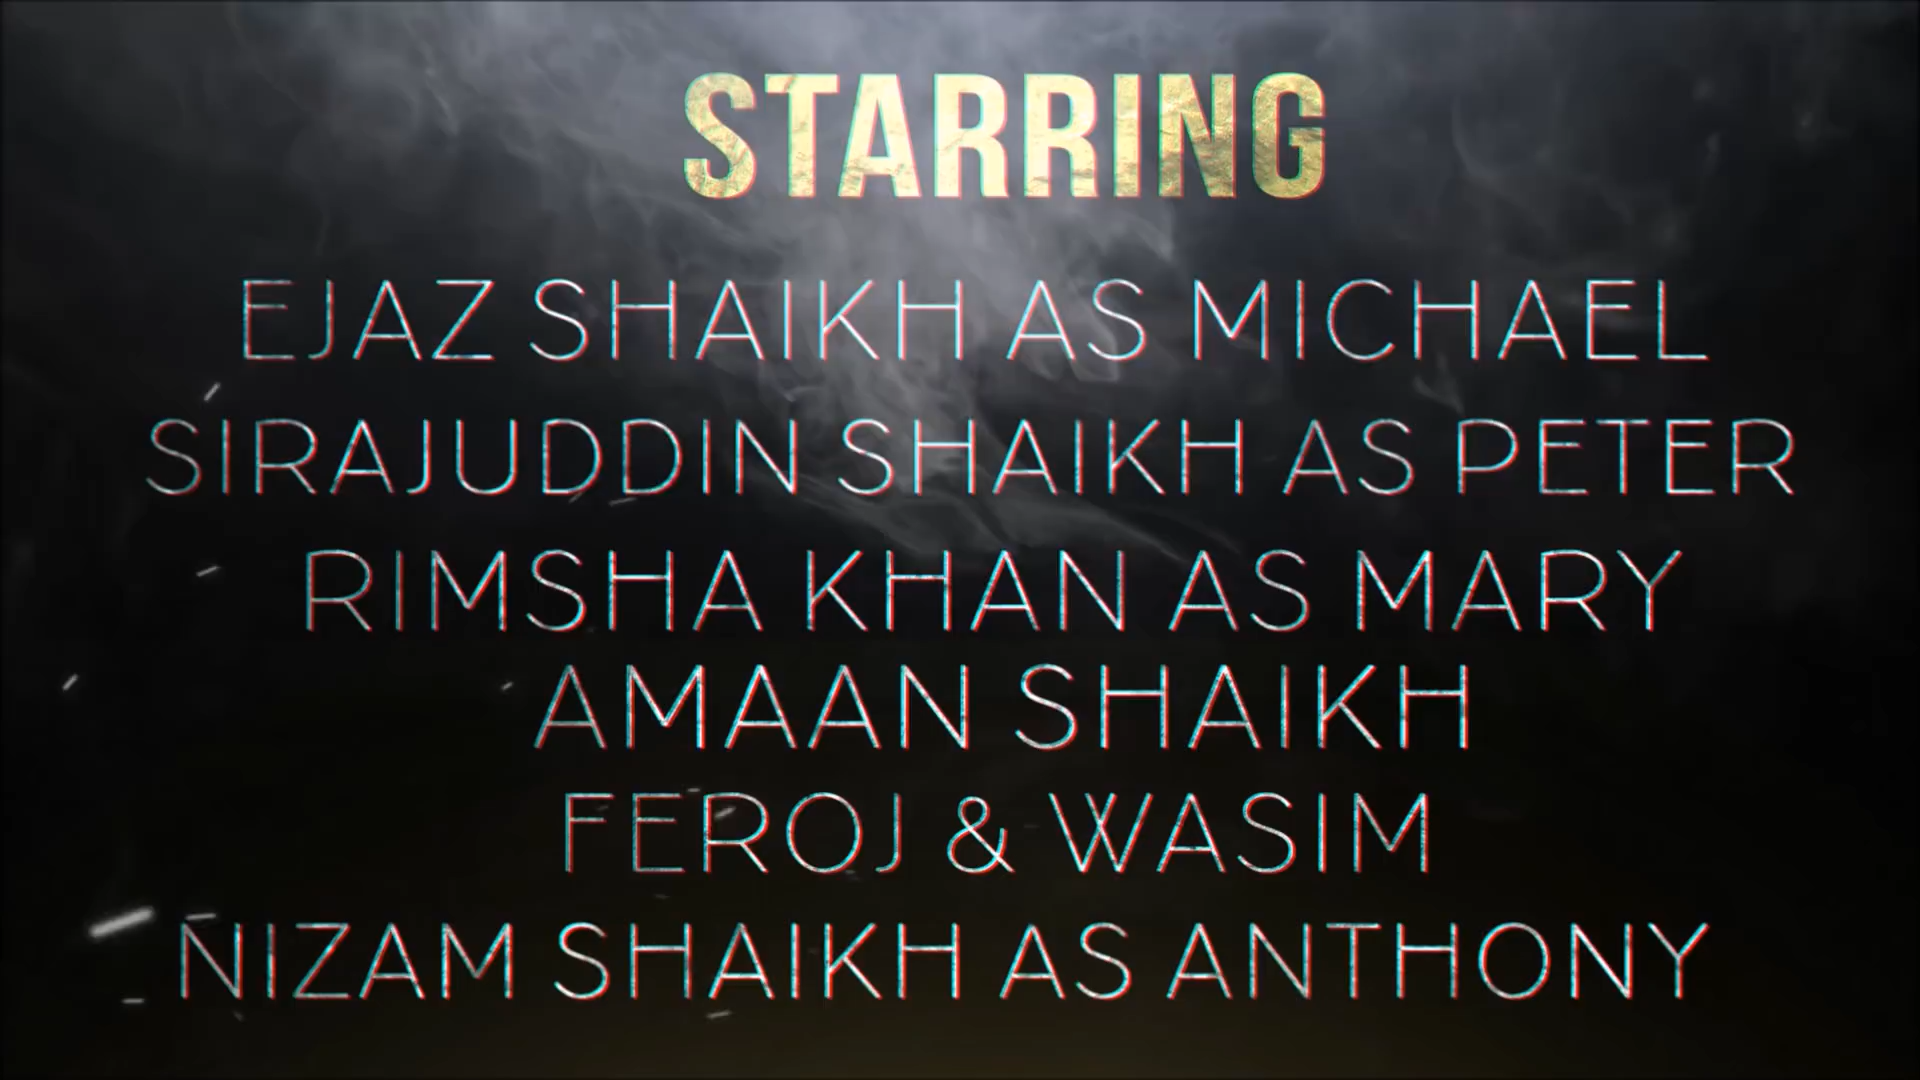 STARRING
EJAZ SHAIKH AS MICHAEL
SIRAJUDDIN SHAIKH AS PETER
RIMSHA KHAN AS MARY
AMAAN SHAIKH
FEROJ & WASIM
NIZAM SHAIKH AS ANTHONY